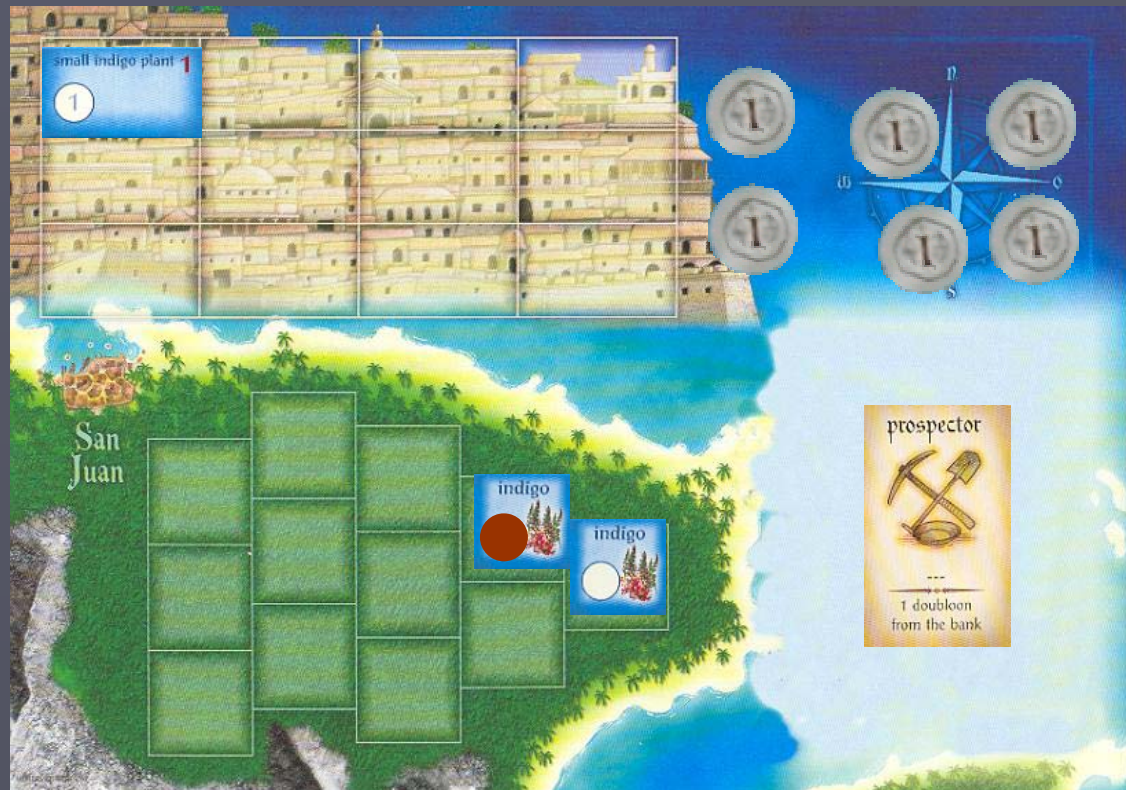 small indigo plant 1
1
1
1
1
1
1
1
N
W
O
S
San
Juan
indigo
indigo
prospector
---
1 doubloon
from the bank